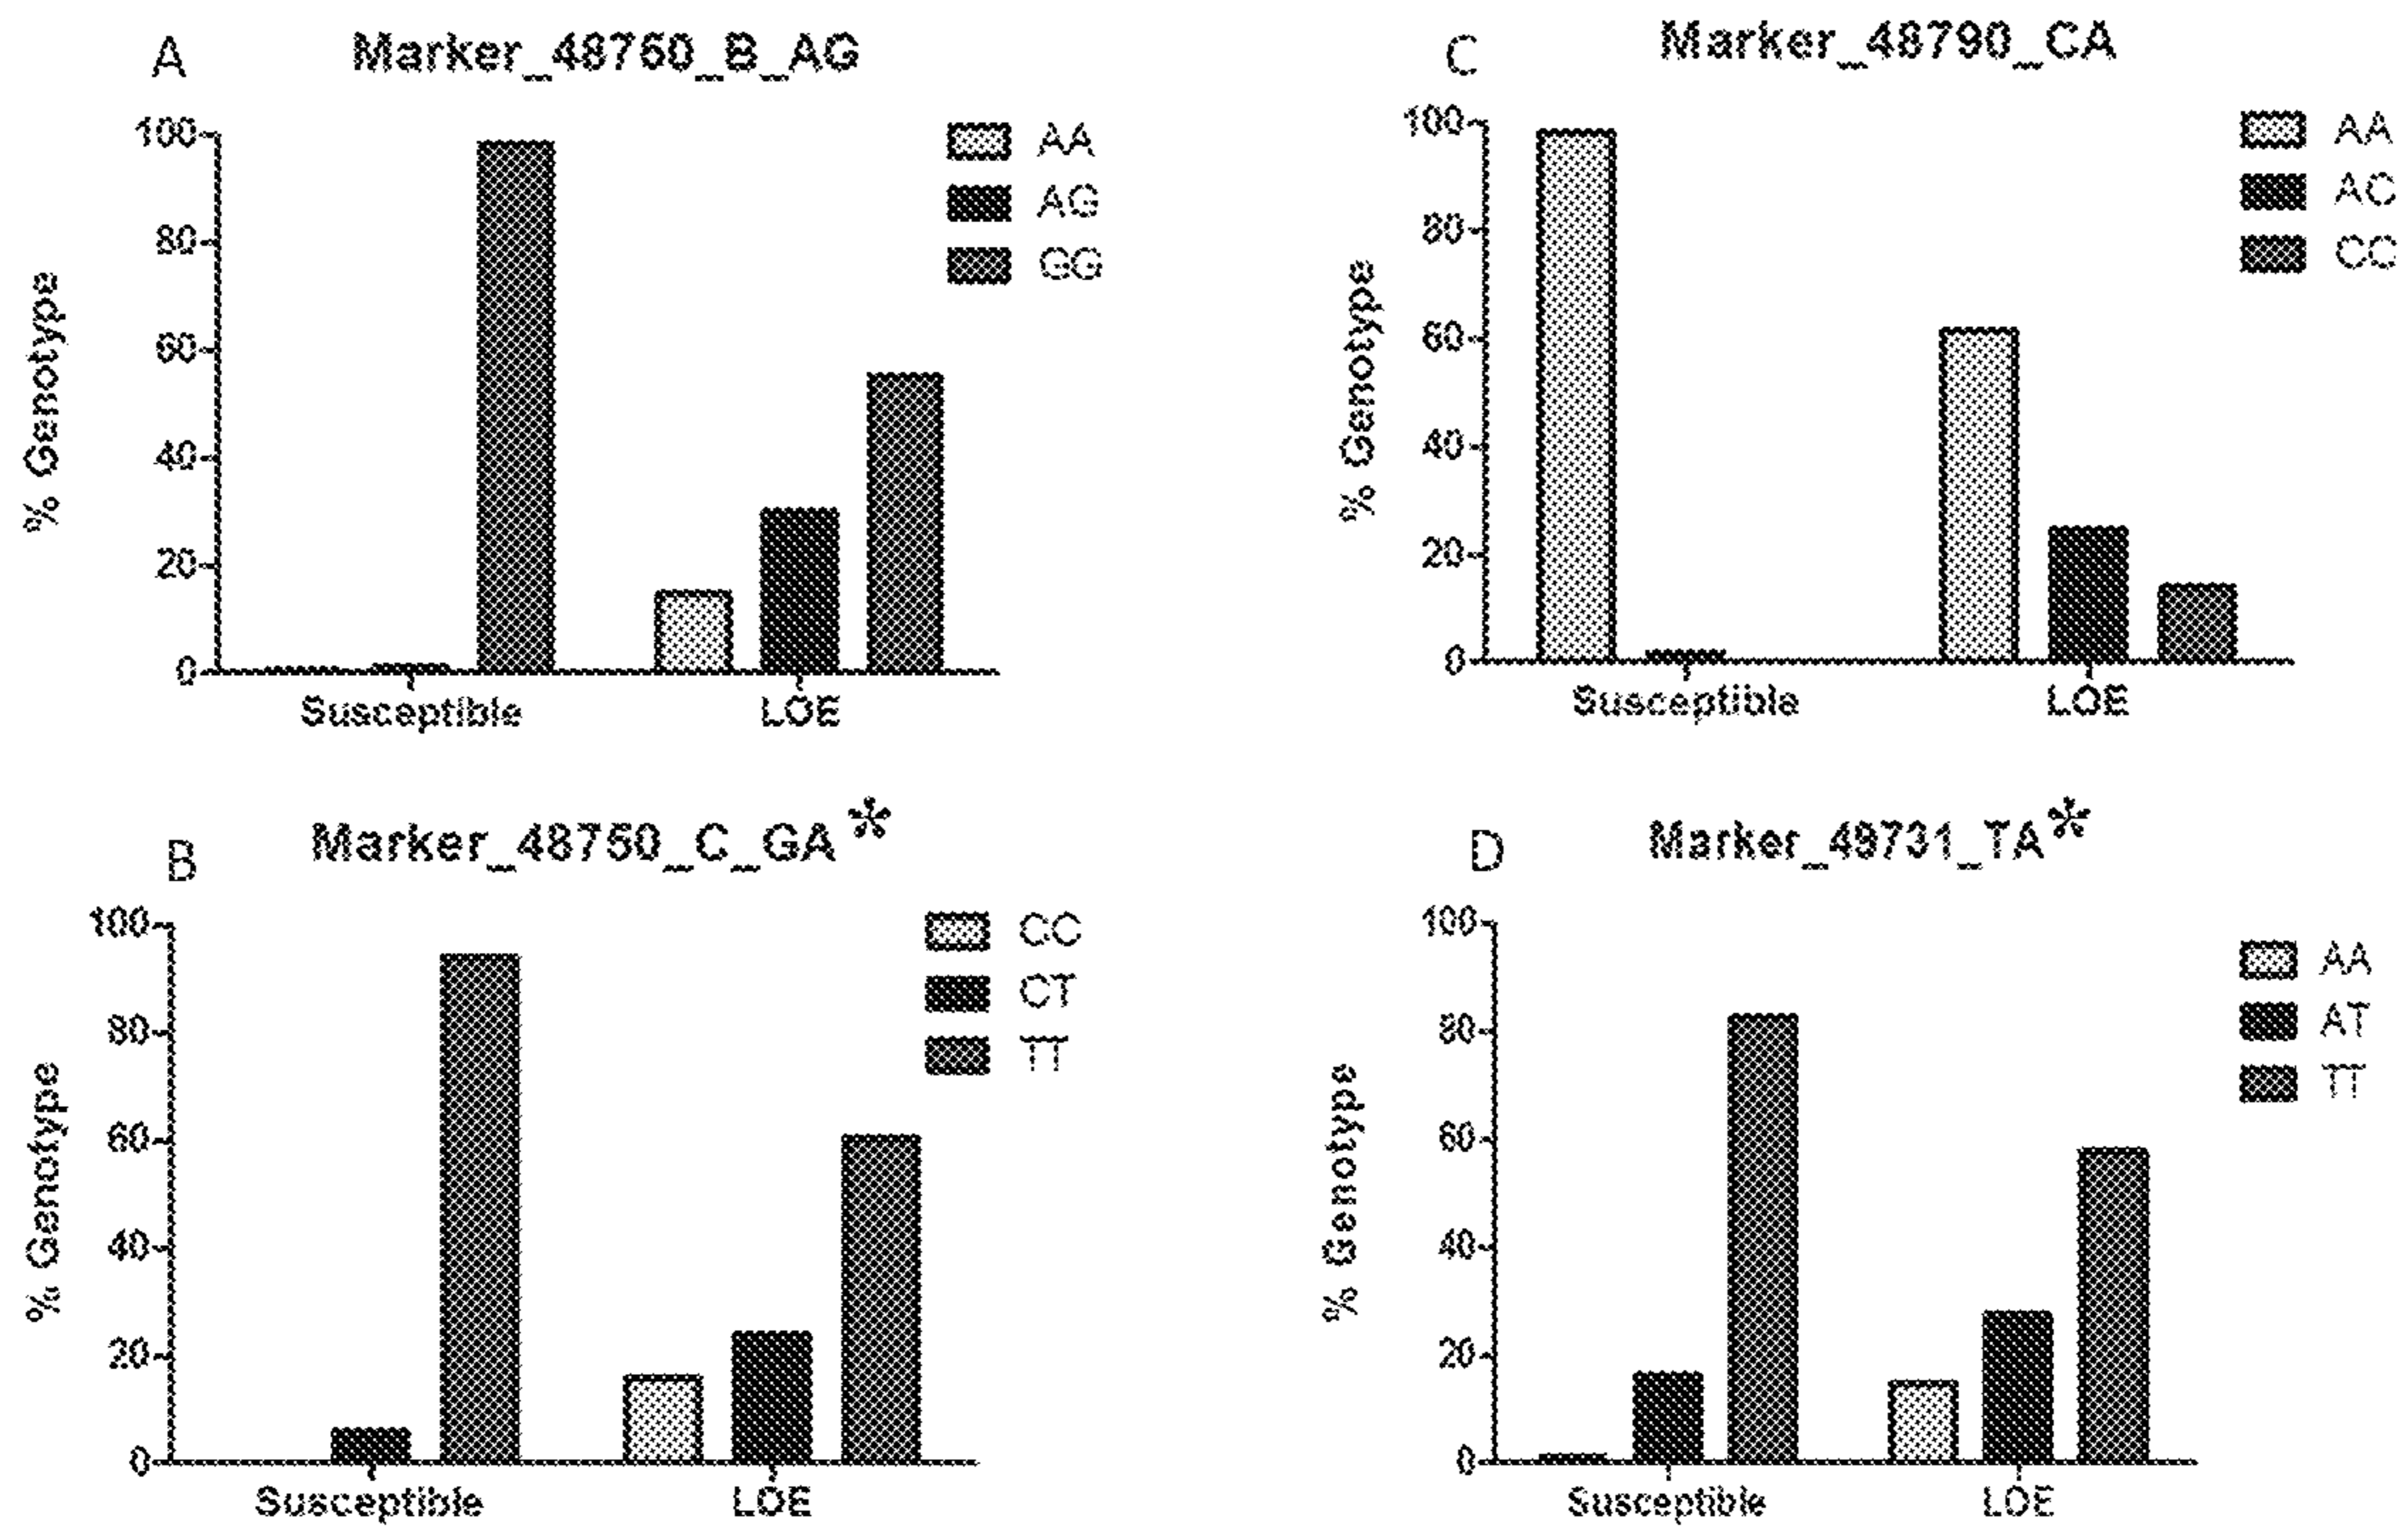 A Marker_48750_B_AG
100
80
60
40
20
0
% Genotype
AA
AG
GG
Susceptible LOE
C Marker_48790_CA
100
80
60
40
20
0
% Genotype
AA
AC
CC
Susceptible LOE
B Marker_48750_C_GA*
100
80
60
40
20
0
% Genotype
CC
CT
TT
Susceptible LOE
D Marker_49731_TA*
100
80
60
40
20
0
% Genotype
AA
AT
TT
Susceptible LOE